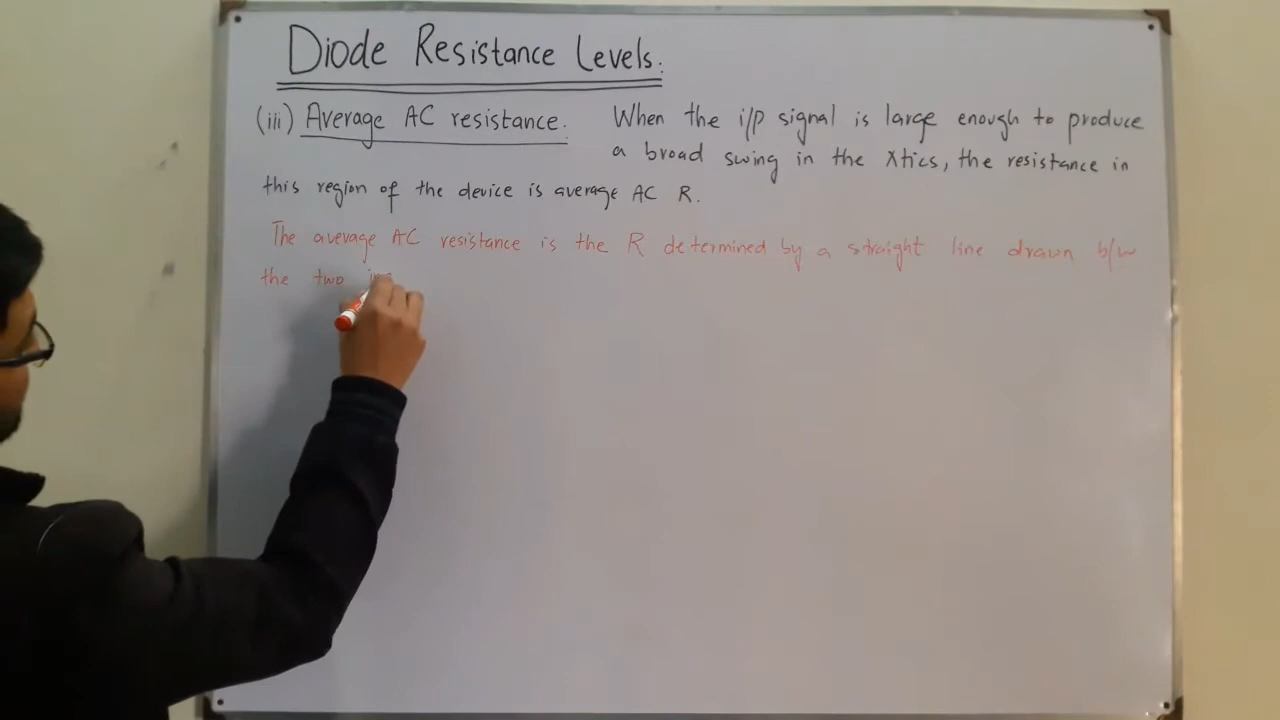 Diode Resistance Levels.
(iii) Average AC resistance. When the i/p signal is large enough to produce
a broad swing in the Xtics, the resistance in
this region of the device is average AC R.
The average AC resistance is the R determined by a straight line drawn b/w
the two